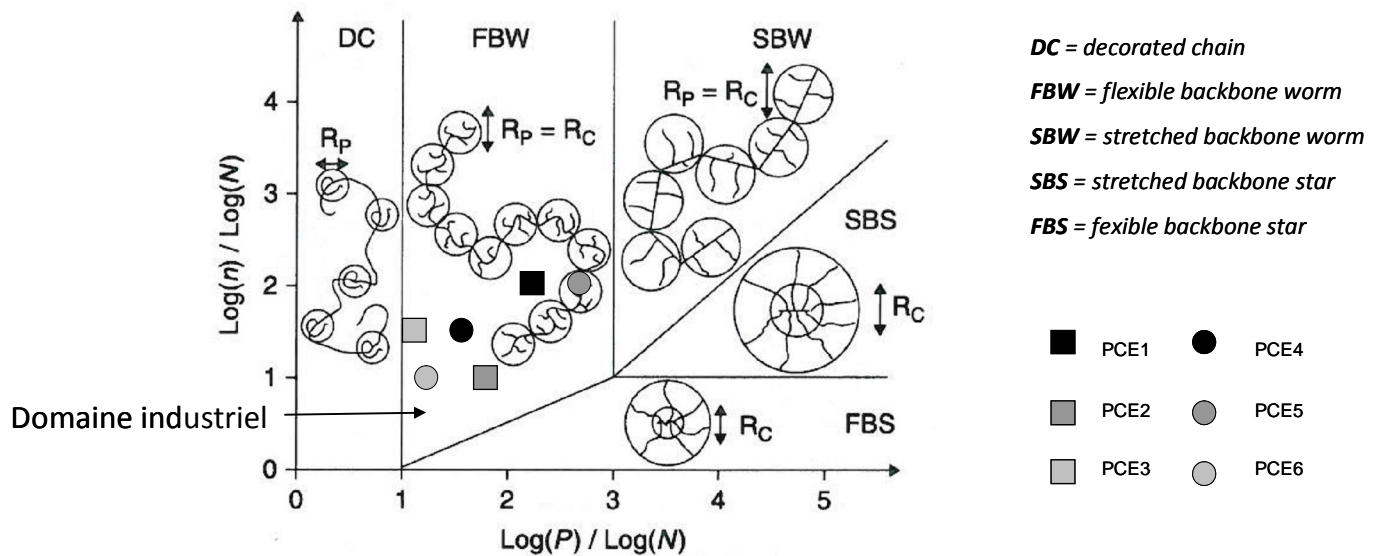 DC
FBW
SBW
R_P = R_C
R_P
R_P = R_C
SBS
R_C
R_C
FBS
4
3
2
1
0
0
1
2
3
4
5
Log(n) / Log(N)
Log(P) / Log(N)
Domaine industriel
DC = decorated chain
FBW = flexible backbone worm
SBW = stretched backbone worm
SBS = stretched backbone star
FBS = fexible backbone star
PCE1
PCE4
PCE2
PCE5
PCE3
PCE6